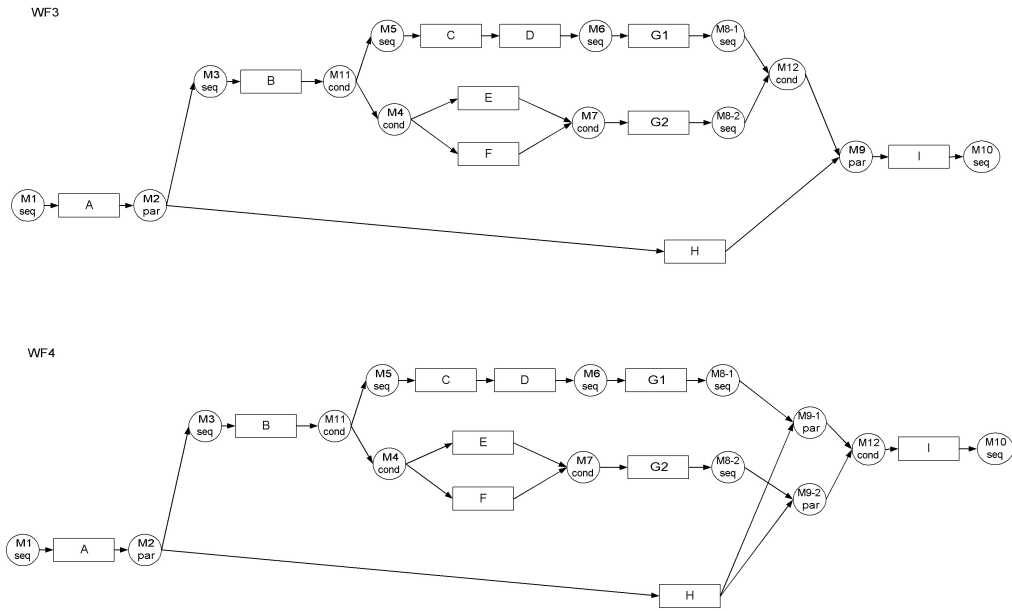 WF3
M5
seq
C
D
M6
seq
G1
M8-1
seq
M3
seq
B
M11
cond
M12
cond
M4
cond
E
M7
cond
G2
M8-2
seq
F
M9
par
I
M10
seq
M1
seq
A
M2
par
H
WF4
M5
seq
C
D
M6
seq
G1
M8-1
seq
M3
seq
B
M11
cond
M9-1
par
M4
cond
E
M7
cond
G2
M8-2
seq
M12
cond
I
M10
seq
F
M9-2
par
M1
seq
A
M2
par
H